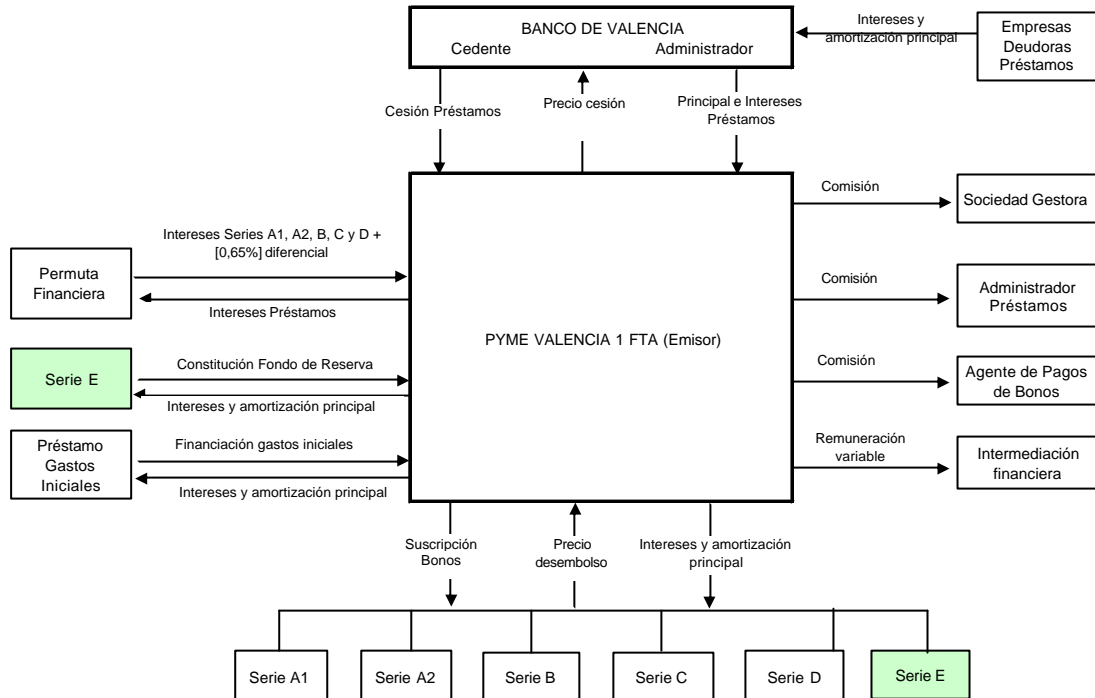 BANCO DE VALENCIA
Cedente Administrador
Intereses y
amortización principal
Empresas
Deudoras
Préstamos
Cesión Préstamos
Precio cesión
Principal e Intereses
Préstamos
Comisión
Sociedad Gestora
Intereses Series A1, A2, B, C y D +
[0,65%] diferencial
Permuta
Financiera
Intereses Préstamos
Comisión
Administrador
Préstamos
PYME VALENCIA 1 FTA (Emisor)
Serie E
Constitución Fondo de Reserva
Intereses y amortización principal
Comisión
Agente de Pagos
de Bonos
Préstamo
Gastos
Iniciales
Financiación gastos iniciales
Intereses y amortización principal
Remuneración
variable
Intermediación
financiera
Suscripción
Bonos
Precio
desembolso
Intereses y amortización
principal
Serie A1
Serie A2
Serie B
Serie C
Serie D
Serie E